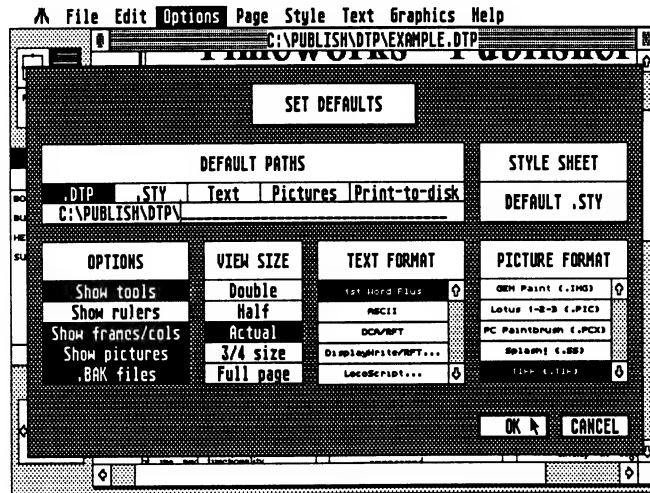 File Edit Options Page Style Text Graphics Help
C:\PUBLISH\DTP\EXAMPLE.DTP
Timeworks Publisher
SET DEFAULTS
DEFAULT PATHS
.DTP .STY Text Pictures Print-to-disk
C:\PUBLISH\DTP\
STYLE SHEET
DEFAULT .STY
OPTIONS
Show tools
Show rulers
Show frames/cols
Show pictures
.BAK files
VIEW SIZE
Double
Half
Actual
3/4 size
Full page
TEXT FORMAT
1st Word Plus
ASCII
DCA/RFT
DisplayWrite/RFT...
LocoScript...
PICTURE FORMAT
GEM Paint (.IMG)
Lotus 1-2-3 (.PIC)
PC Paintbrush (.PCX)
Splash! (.SS)
TIFF (.TIF)
OK CANCEL